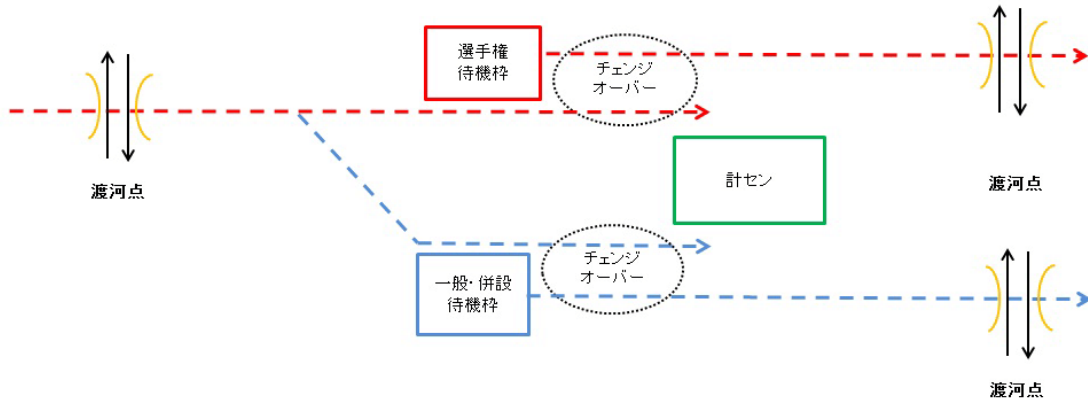 選手権
待機枠
チェンジ
オーバー
渡河点
計セン
渡河点
チェンジ
オーバー
一般・併設
待機枠
渡河点